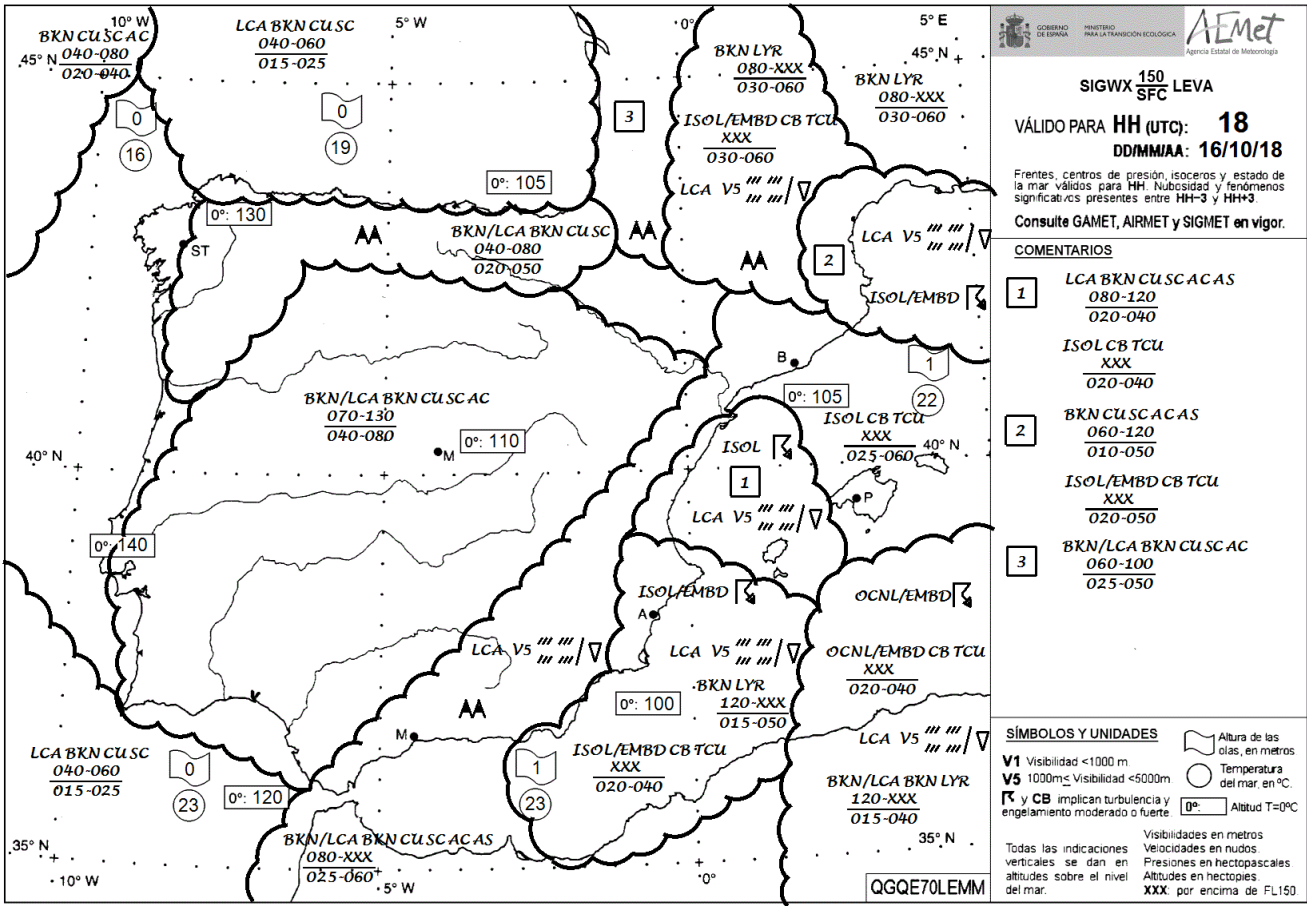 10° W
5° W
0°
5° E
BKN CU SC AC
040-080
020-040
45° N
LCA BKN CU SC
040-060
015-025
0
16
0
19
3
BKN LYR
080-XXX
030-060
ISOL/EMBD CB TCU
XXX
030-060
LCA V5
45° N
BKN LYR
080-XXX
030-060
0°: 105
0°: 130
ST
BKN/LCA BKN CU SC
040-080
020-050
2
LCA V5
ISOL/EMBD
1
22
B
0°: 105
ISOL CB TCU
XXX
025-060
40° N
BKN/LCA BKN CU SC AC
070-130
040-080
0°: 110
M
40° N
ISOL
1
LCA V5
P
0°: 140
ISOL/EMBD
A
LCA V5
LCA V5
BKN LYR
120-XXX
015-050
0°: 100
ISOL/EMBD CB TCU
XXX
020-040
OCNL/EMBD
OCNL/EMBD CB TCU
XXX
020-040
LCA V5
BKN/LCA BKN LYR
120-XXX
015-040
M
1
23
LCA BKN CU SC
040-060
015-025
0
23
0°: 120
BKN/LCA BKN CU SC AC AS
080-XXX
025-060
35° N
35° N
10° W
5° W
0°
QGQE70LEMM
GOBIERNO
DE ESPAÑA
MINISTERIO
PARA LA TRANSICIÓN ECOLÓGICA
AEMet
Agencia Estatal de Meteorología
SIGWX 150 LEVA
SFC
VÁLIDO PARA HH (UTC): 18
DD/MM/AA: 16/10/18
Frentes, centros de presión, isoceros y estado de
la mar válidos para HH. Nubosidad y fenómenos
significativos presentes entre HH-3 y HH+3.
Consulte GAMET, AIRMET y SIGMET en vigor.
COMENTARIOS
1
LCA BKN CU SC AC AS
080-120
020-040
ISOL CB TCU
XXX
020-040
2
BKN CU SC AC AS
060-120
010-050
ISOL/EMBD CB TCU
XXX
020-050
3
BKN/LCA BKN CU SC AC
060-100
025-050
SÍMBOLOS Y UNIDADES
V1 Visibilidad <1000 m
V5 1000m≤ Visibilidad <5000m
y CB implican turbulencia y
engelamiento moderado o fuerte.
Altura de las
olas, en metros
Temperatura
del mar, en ºC.
0°: Altitud T=0ºC
Todas las indicaciones
verticales se dan en
altitudes sobre el nivel
del mar.
Visibilidades en metros
Velocidades en nudos.
Presiones en hectopascales.
Altitudes en hectopies.
XXX: por encima de FL150.